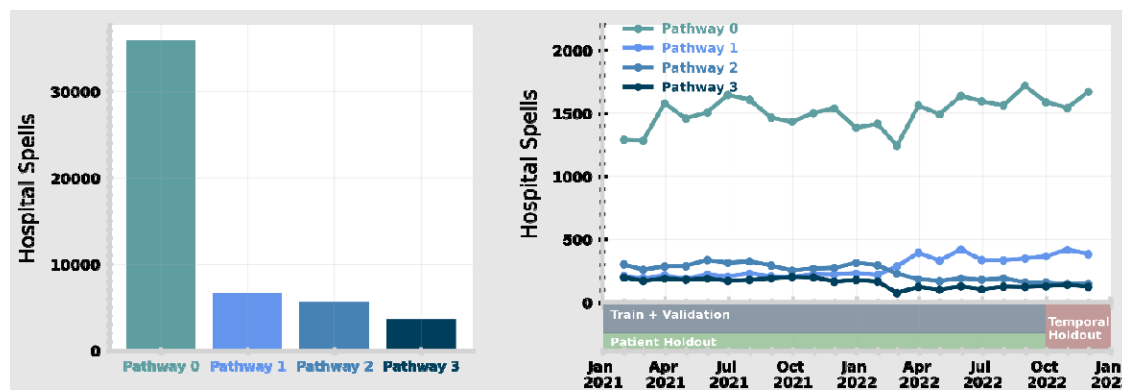 Hospital Spells
30000
20000
10000
0
Pathway 0
Pathway 1
Pathway 2
Pathway 3
Hospital Spells
2000
1500
1000
500
0
Pathway 0
Pathway 1
Pathway 2
Pathway 3
Train + Validation
Patient Holdout
Temporal
Holdout
Jan
2021
Apr
2021
Jul
2021
Oct
2021
Jan
2022
Apr
2022
Jul
2022
Oct
2022
Jan
202